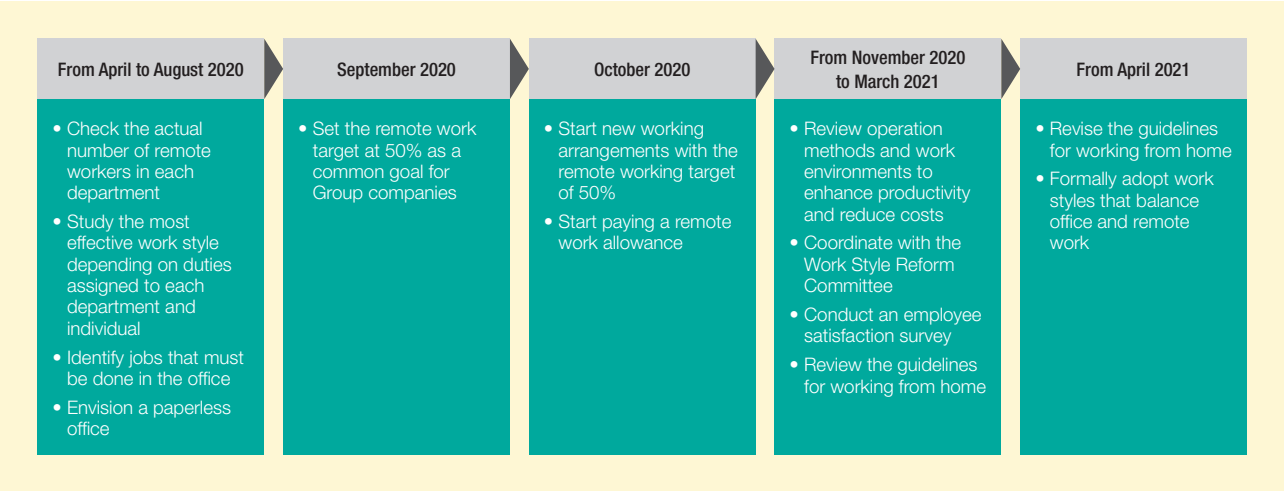 From April to August 2020
• Check the actual
number of remote
workers in each
department
• Study the most
effective work style
depending on duties
assigned to each
department and
individual
• Identify jobs that must
be done in the office
• Envision a paperless
office
September 2020
• Set the remote work
target at 50% as a
common goal for
Group companies
October 2020
• Start new working
arrangements with the
remote working target
of 50%
• Start paying a remote
work allowance
From November 2020
to March 2021
• Review operation
methods and work
environments to
enhance productivity
and reduce costs
• Coordinate with the
Work Style Reform
Committee
• Conduct an employee
satisfaction survey
• Review the guidelines
for working from home
From April 2021
• Revise the guidelines
for working from home
• Formally adopt work
styles that balance
office and remote
work